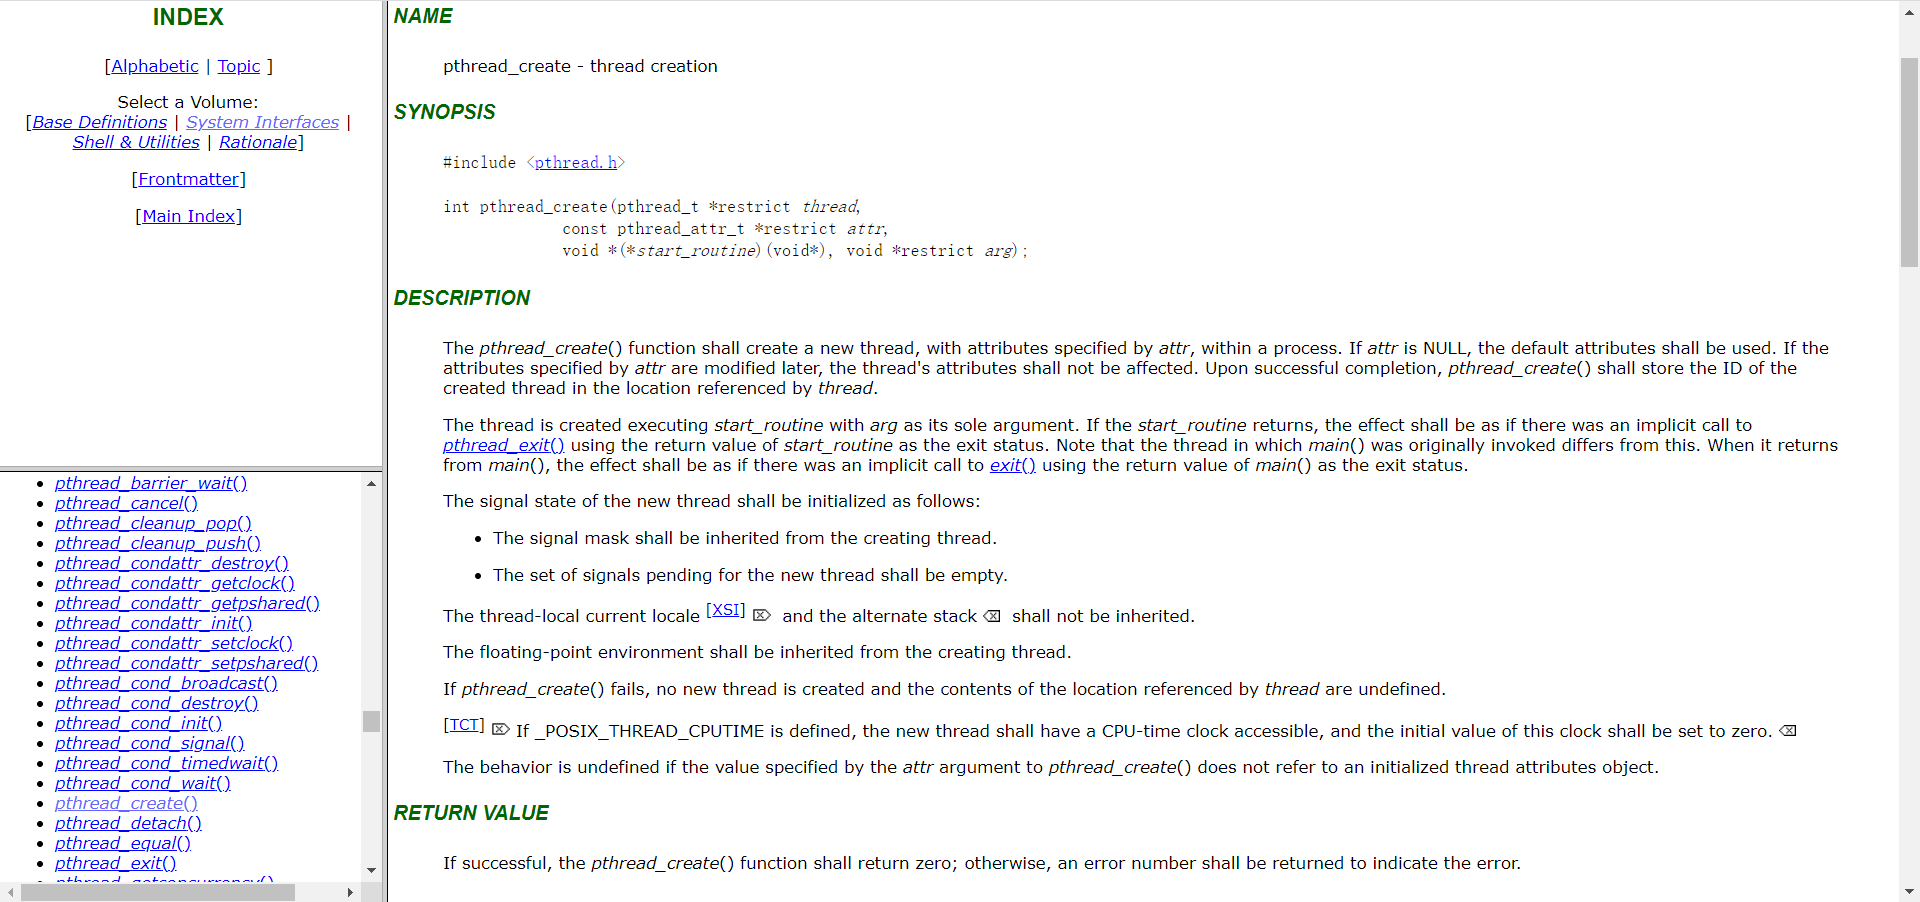 INDEX
[Alphabetic | Topic ]
Select a Volume:
[Base Definitions | System Interfaces |
Shell & Utilities | Rationale]
[Frontmatter]
[Main Index]
pthread_barrier_wait()
pthread_cancel()
pthread_cleanup_pop()
pthread_cleanup_push()
pthread_condattr_destroy()
pthread_condattr_getclock()
pthread_condattr_getpshared()
pthread_condattr_init()
pthread_condattr_setclock()
pthread_condattr_setpshared()
pthread_cond_broadcast()
pthread_cond_destroy()
pthread_cond_init()
pthread_cond_signal()
pthread_cond_timedwait()
pthread_cond_wait()
pthread_create()
pthread_detach()
pthread_equal()
pthread_exit()
pthread_getconcurrency()
NAME
pthread_create - thread creation
SYNOPSIS
#include <pthread.h>
int pthread_create(pthread_t *restrict thread,
const pthread_attr_t *restrict attr,
void *(*start_routine)(void*), void *restrict arg);
DESCRIPTION
The pthread_create() function shall create a new thread, with attributes specified by attr, within a process. If attr is NULL, the default attributes shall be used. If the
attributes specified by attr are modified later, the thread's attributes shall not be affected. Upon successful completion, pthread_create() shall store the ID of the
created thread in the location referenced by thread.
The thread is created executing start_routine with arg as its sole argument. If the start_routine returns, the effect shall be as if there was an implicit call to
pthread_exit() using the return value of start_routine as the exit status. Note that the thread in which main() was originally invoked differs from this. When it returns
from main(), the effect shall be as if there was an implicit call to exit() using the return value of main() as the exit status.
The signal state of the new thread shall be initialized as follows:
The signal mask shall be inherited from the creating thread.
The set of signals pending for the new thread shall be empty.
The thread-local current locale [XSI] ⌦ and the alternate stack ⌫ shall not be inherited.
The floating-point environment shall be inherited from the creating thread.
If pthread_create() fails, no new thread is created and the contents of the location referenced by thread are undefined.
[TCT] ⌦ If _POSIX_THREAD_CPUTIME is defined, the new thread shall have a CPU-time clock accessible, and the initial value of this clock shall be set to zero. ⌫
The behavior is undefined if the value specified by the attr argument to pthread_create() does not refer to an initialized thread attributes object.
RETURN VALUE
If successful, the pthread_create() function shall return zero; otherwise, an error number shall be returned to indicate the error.